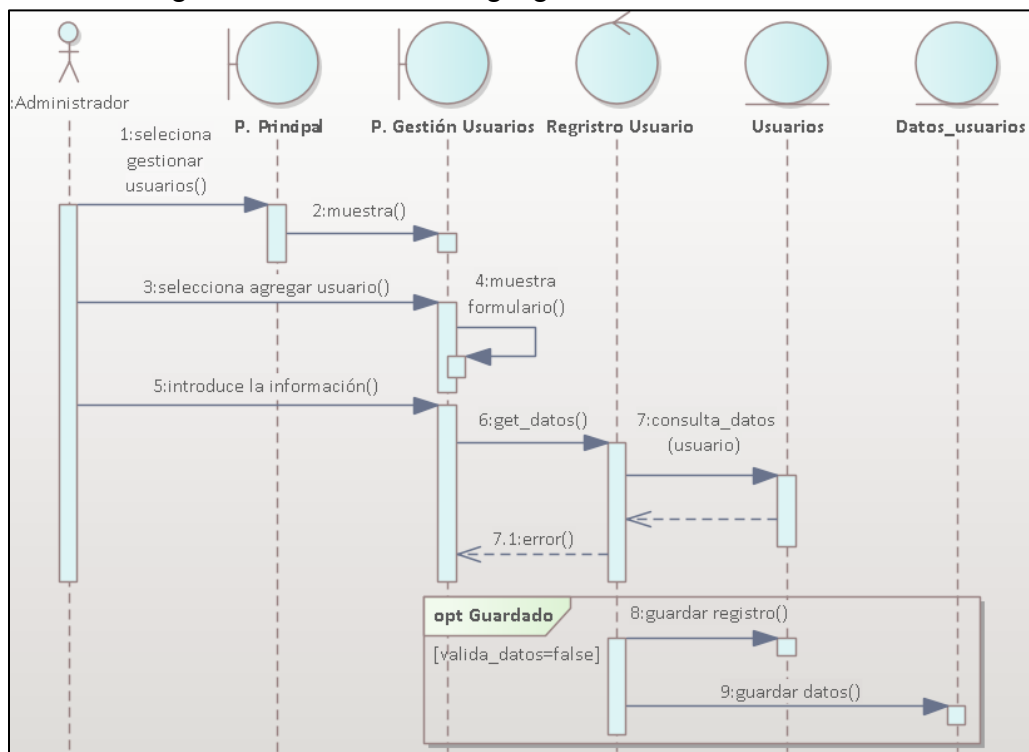 :Administrador
P. Principal
P. Gestión Usuarios
Regristro Usuario
Usuarios
Datos_usuarios
1:seleciona
gestionar
usuarios()
2:muestra()
3:selecciona agregar usuario()
4:muestra
formulario()
5:introduce la información()
6:get_datos()
7:consulta_datos
(usuario)
7.1:error()
opt Guardado
[valida_datos=false]
8:guardar registro()
9:guardar datos()